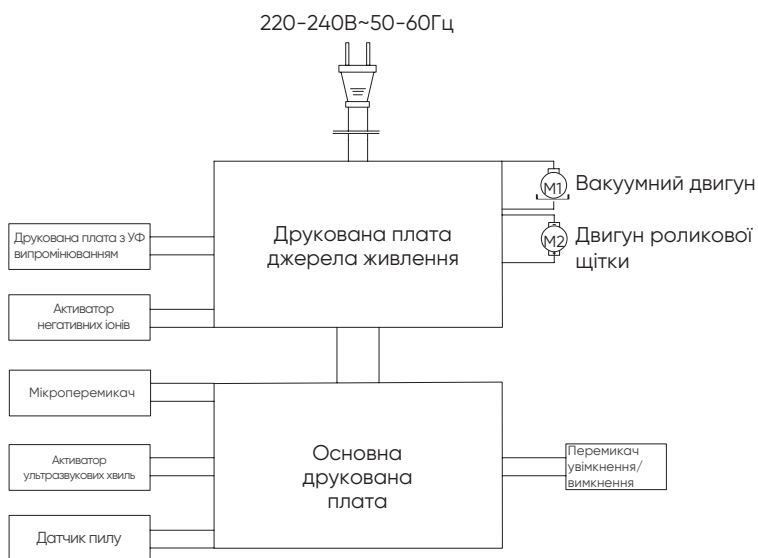 220-240В~50-60Гц
M1
Вакуумний двигун
Друкована плата
джерела живлення
M2
Двигун роликової
щітки
Друкована плата з УФ
випромінюванням
Активатор
негативних іонів
Мікроперемикач
Основна
друкована
плата
Перемикач
увімкнення/
вимкнення
Активатор
ультразвукових хвиль
Датчик пилу